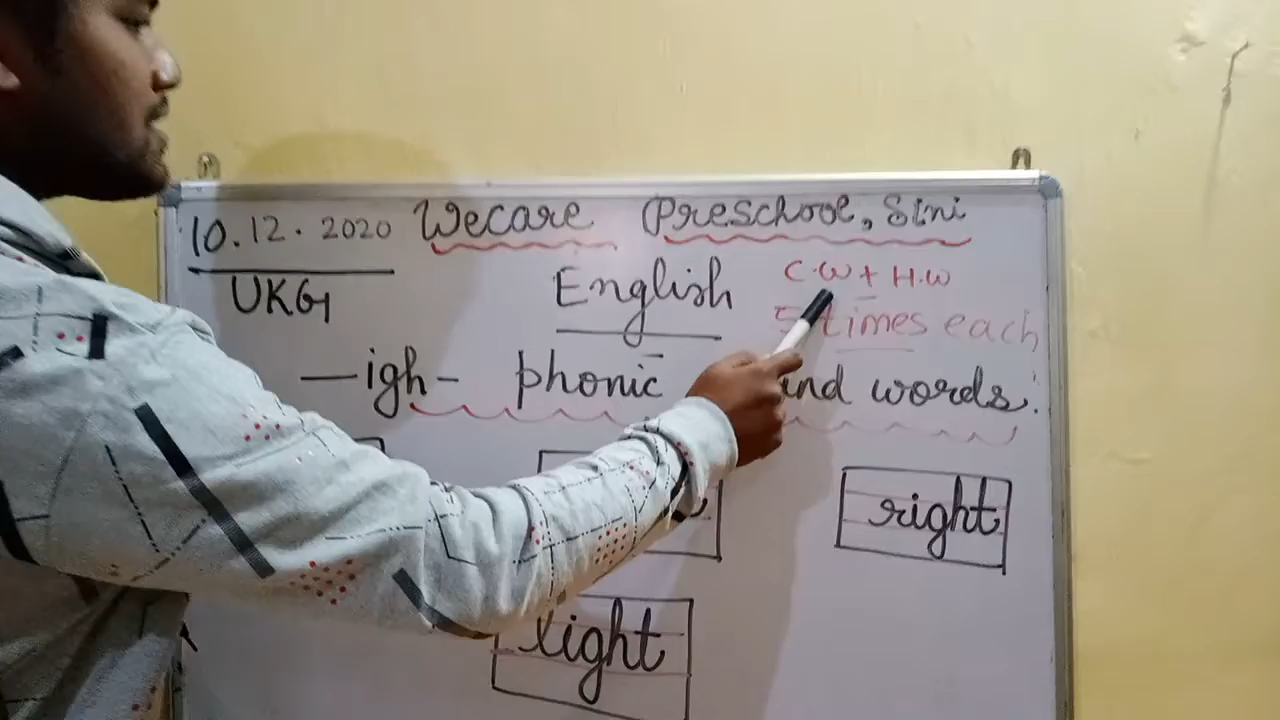 10.12.2020 Wecare Preschool, Sini
UKG English C.W + H.W
5 times each
—igh— phonic words:
right
light